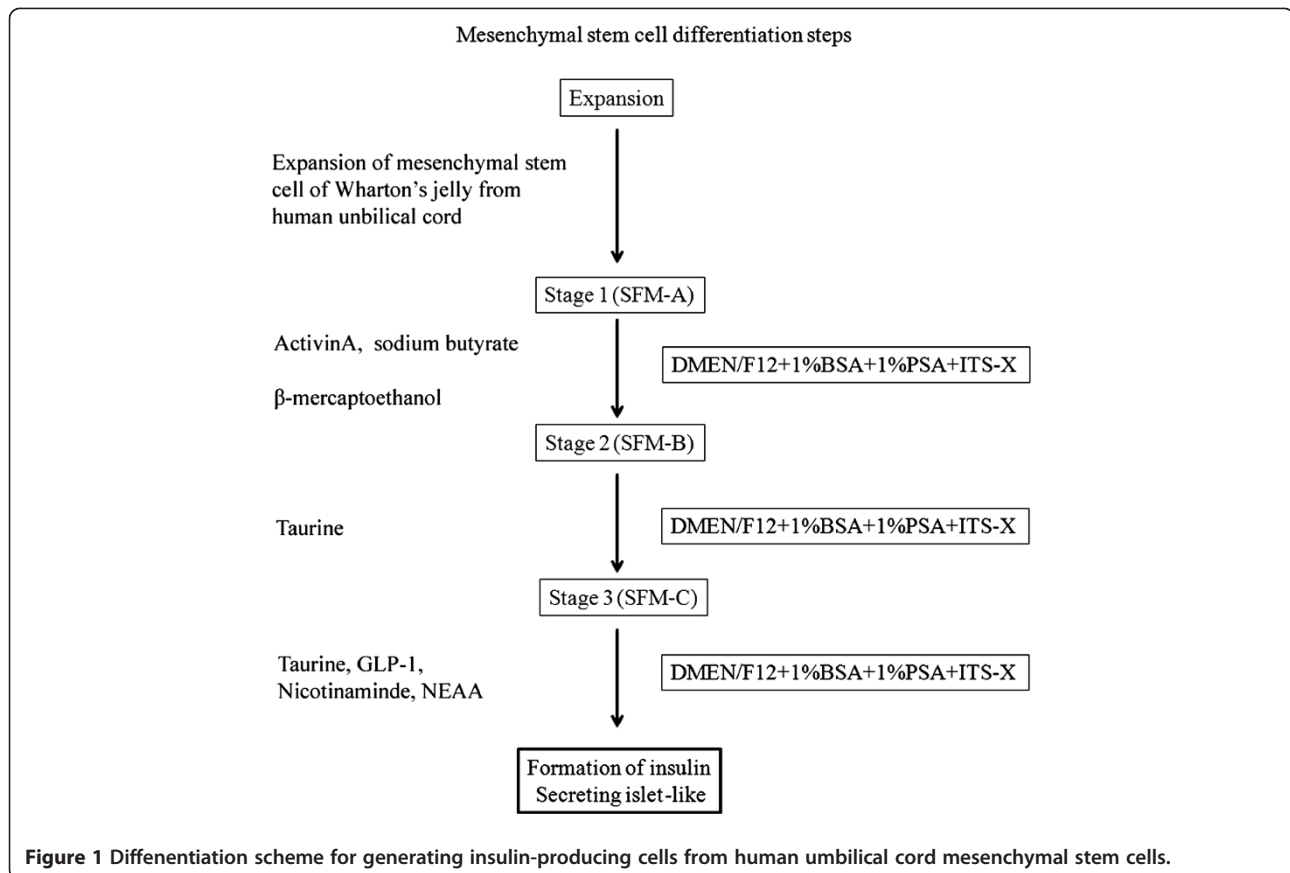 Mesenchymal stem cell differentiation steps
Expansion
Expansion of mesenchymal stem
cell of Wharton's jelly from
human unbilical cord
Stage 1 (SFM-A)
ActivinA, sodium butyrate
β-mercaptoethanol
DMEN/F12+1%BSA+1%PSA+ITS-X
Stage 2 (SFM-B)
Taurine
DMEN/F12+1%BSA+1%PSA+ITS-X
Stage 3 (SFM-C)
Taurine, GLP-1,
Nicotinaminde, NEAA
DMEN/F12+1%BSA+1%PSA+ITS-X
Formation of insulin
Secreting islet-like
Figure 1 Diffenentiation scheme for generating insulin-producing cells from human umbilical cord mesenchymal stem cells.